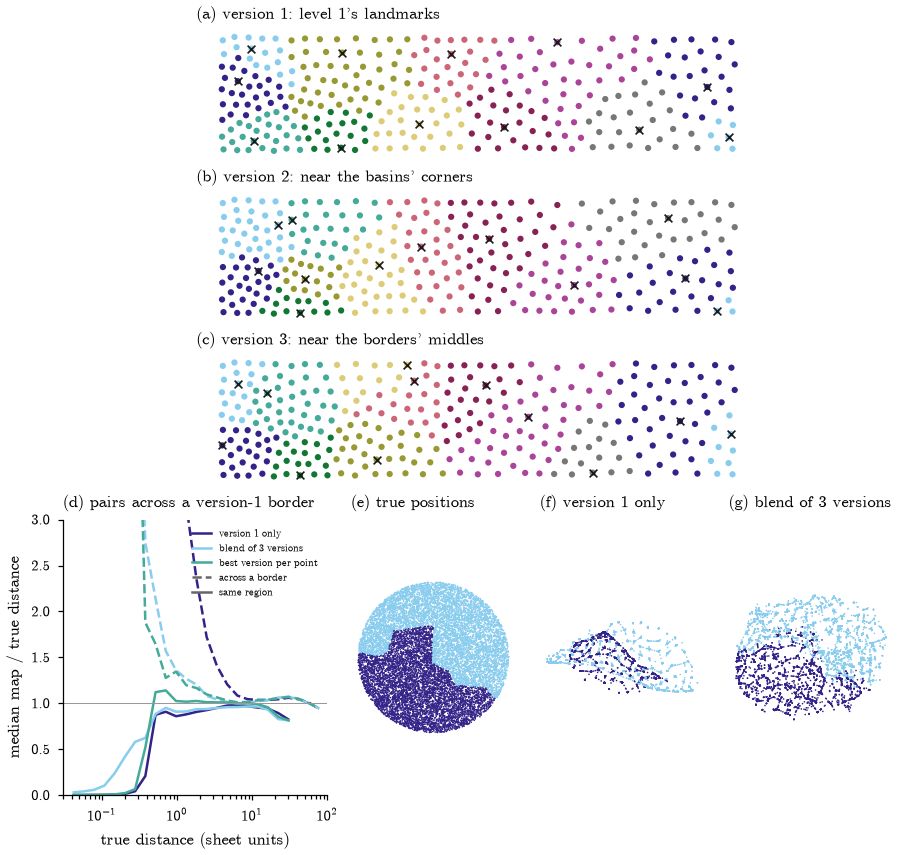 (a) version 1: level 1's landmarks
(b) version 2: near the basins' corners
(c) version 3: near the borders' middles
(d) pairs across a version-1 border
(e) true positions
(f) version 1 only
(g) blend of 3 versions
median map / true distance
3.0
2.5
2.0
1.5
1.0
0.5
0.0
version 1 only
blend of 3 versions
best version per point
across a border
same region
10⁻¹
10⁰
10¹
10²
true distance (sheet units)